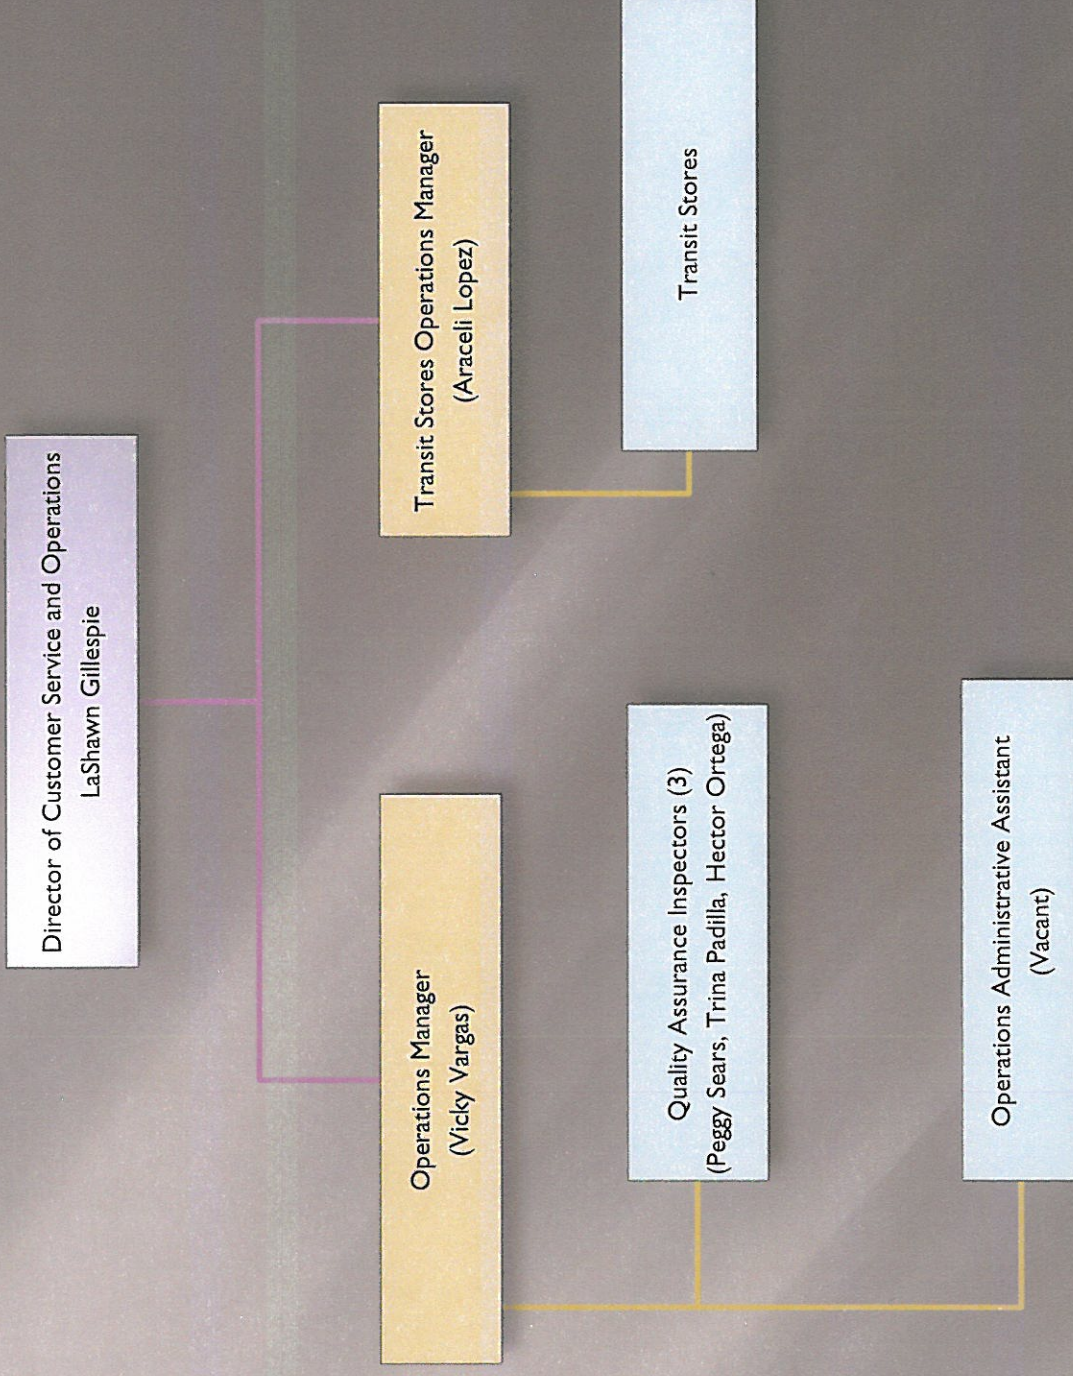 Director of Customer Service and Operations
LaShawn Gillespie
Operations Manager
(Vicky Vargas)
Transit Stores Operations Manager
(Araceli Lopez)
Quality Assurance Inspectors (3)
(Peggy Sears, Trina Padilla, Hector Ortega)
Transit Stores
Operations Administrative Assistant
(Vacant)